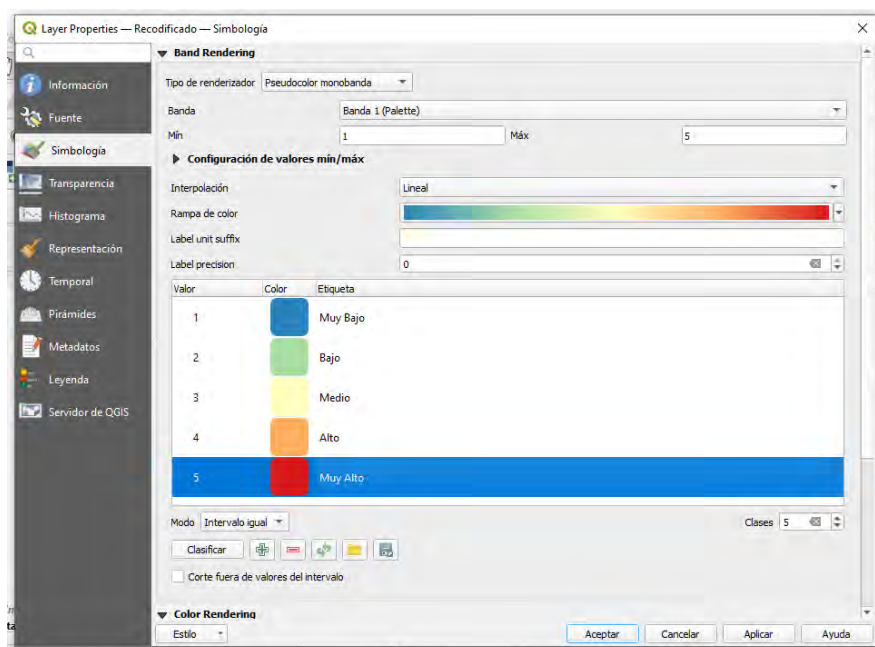 Layer Properties — Recodificado — Simbología
Información
Fuente
Simbología
Transparencia
Histograma
Representación
Temporal
Pirámides
Metadatos
Leyenda
Servidor de QGIS
Band Rendering
Tipo de renderizador Pseudocolor monobanda
Banda Banda 1 (Palette)
Mín 1 Máx 5
Configuración de valores mín/máx
Interpolación Lineal
Rampa de color
Label unit suffix
Label precision 0
Valor Color Etiqueta
1 Muy Bajo
2 Bajo
3 Medio
4 Alto
5 Muy Alto
Modo Intervalo igual Clases 5
Clasificar
Corte fuera de valores del intervalo
Color Rendering
Estilo Aceptar Cancelar Aplicar Ayuda